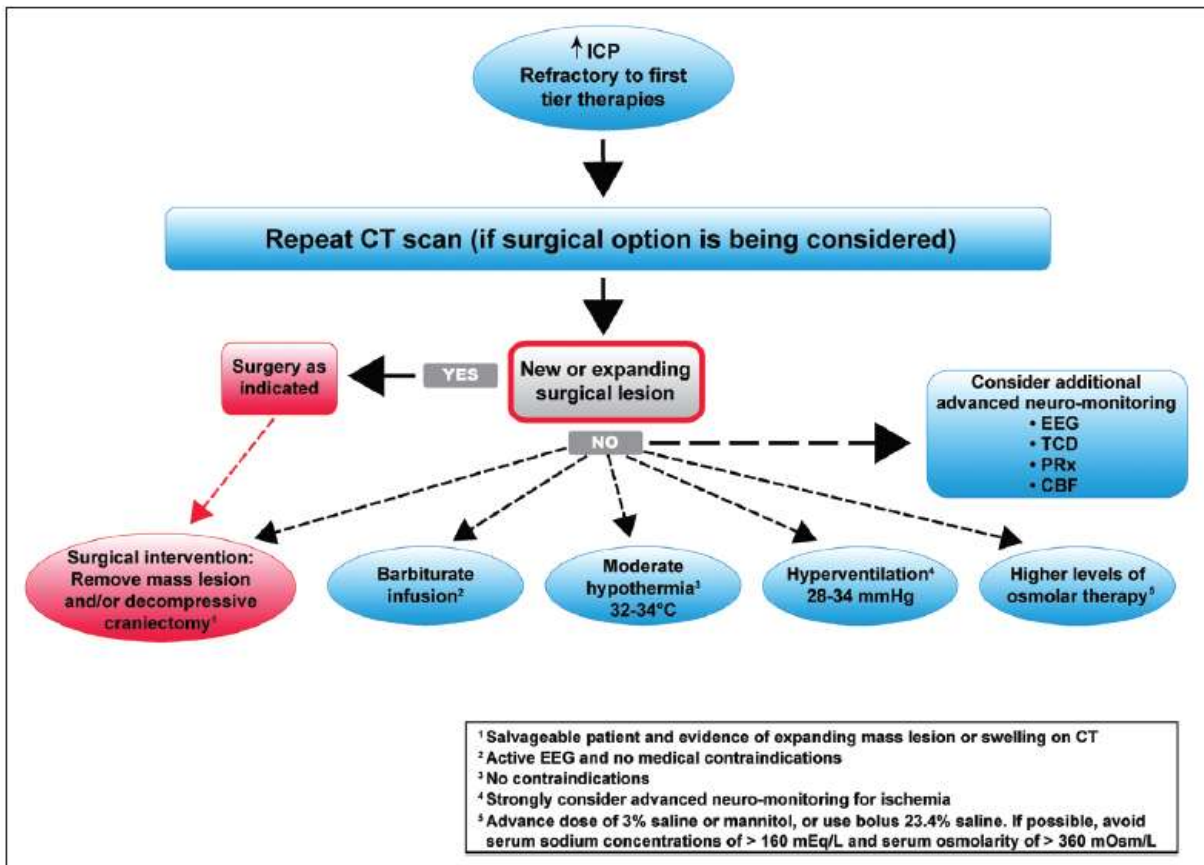 ↑ ICP
Refractory to first
tier therapies
Repeat CT scan (if surgical option is being considered)
Surgery as
indicated
YES
New or expanding
surgical lesion
NO
Consider additional
advanced neuro-monitoring
• EEG
• TCD
• PRx
• CBF
Surgical intervention:
Remove mass lesion
and/or decompressive
craniectomy¹
Barbiturate
infusion²
Moderate
hypothermia³
32-34°C
Hyperventilation⁴
28-34 mmHg
Higher levels of
osmolar therapy⁵
¹ Salvageable patient and evidence of expanding mass lesion or swelling on CT
² Active EEG and no medical contraindications
³ No contraindications
⁴ Strongly consider advanced neuro-monitoring for ischemia
⁵ Advance dose of 3% saline or mannitol, or use bolus 23.4% saline. If possible, avoid
serum sodium concentrations of > 160 mEq/L and serum osmolarity of > 360 mOsm/L